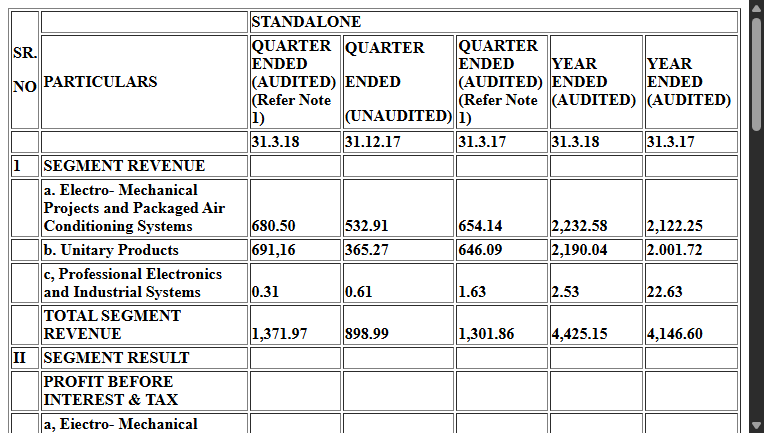 STANDALONE
SR. NO PARTICULARS QUARTER ENDED (AUDITED) (Refer Note 1) QUARTER ENDED (UNAUDITED) QUARTER ENDED (AUDITED) (Refer Note 1) YEAR ENDED (AUDITED) YEAR ENDED (AUDITED)
31.3.18 31.12.17 31.3.17 31.3.18 31.3.17
1 SEGMENT REVENUE
a. Electro- Mechanical
Projects and Packaged Air
Conditioning Systems 680.50 532.91 654.14 2,232.58 2,122.25
b. Unitary Products 691,16 365.27 646.09 2,190.04 2.001.72
c, Professional Electronics
and Industrial Systems 0.31 0.61 1.63 2.53 22.63
TOTAL SEGMENT
REVENUE 1,371.97 898.99 1,301.86 4,425.15 4,146.60
II SEGMENT RESULT
PROFIT BEFORE
INTEREST & TAX
a, Eiectro- Mechanical